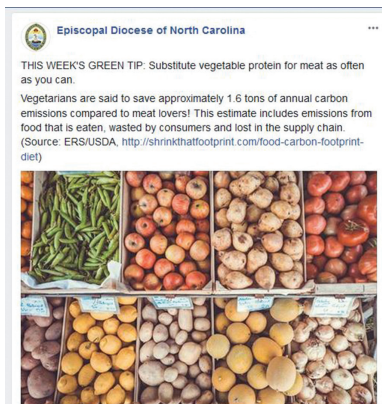 Episcopal Diocese of North Carolina
THIS WEEK'S GREEN TIP: Substitute vegetable protein for meat as often
as you can.
Vegetarians are said to save approximately 1.6 tons of annual carbon
emissions compared to meat lovers! This estimate includes emissions from
food that is eaten, wasted by consumers and lost in the supply chain.
(Source: ERS/USDA, http://shrinkthatfootprint.com/food-carbon-footprint-
diet)